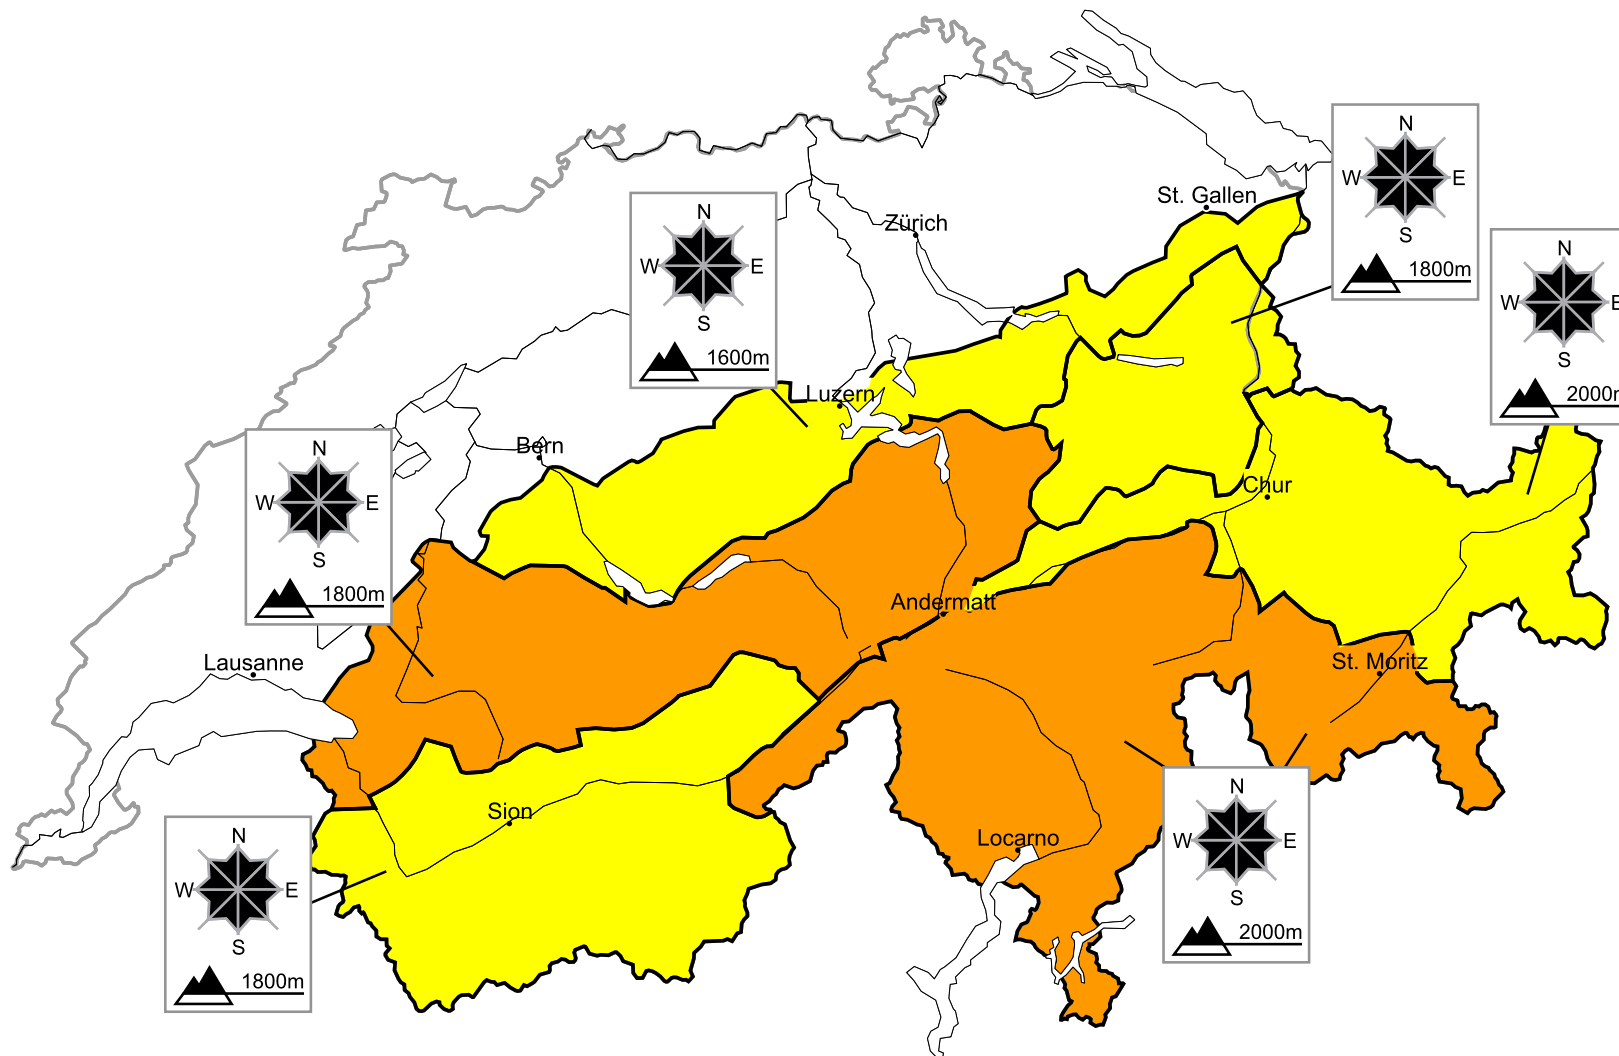 N
W E
S
1800m
St. Gallen
N
W E
S
1600m
Zürich
N
W E
S
2000m
Luzern
Bern
N
W E
S
1800m
Chur
Andermatt
Lausanne
St. Moritz
Sion
Locarno
N
W E
S
1800m
N
W E
S
2000m